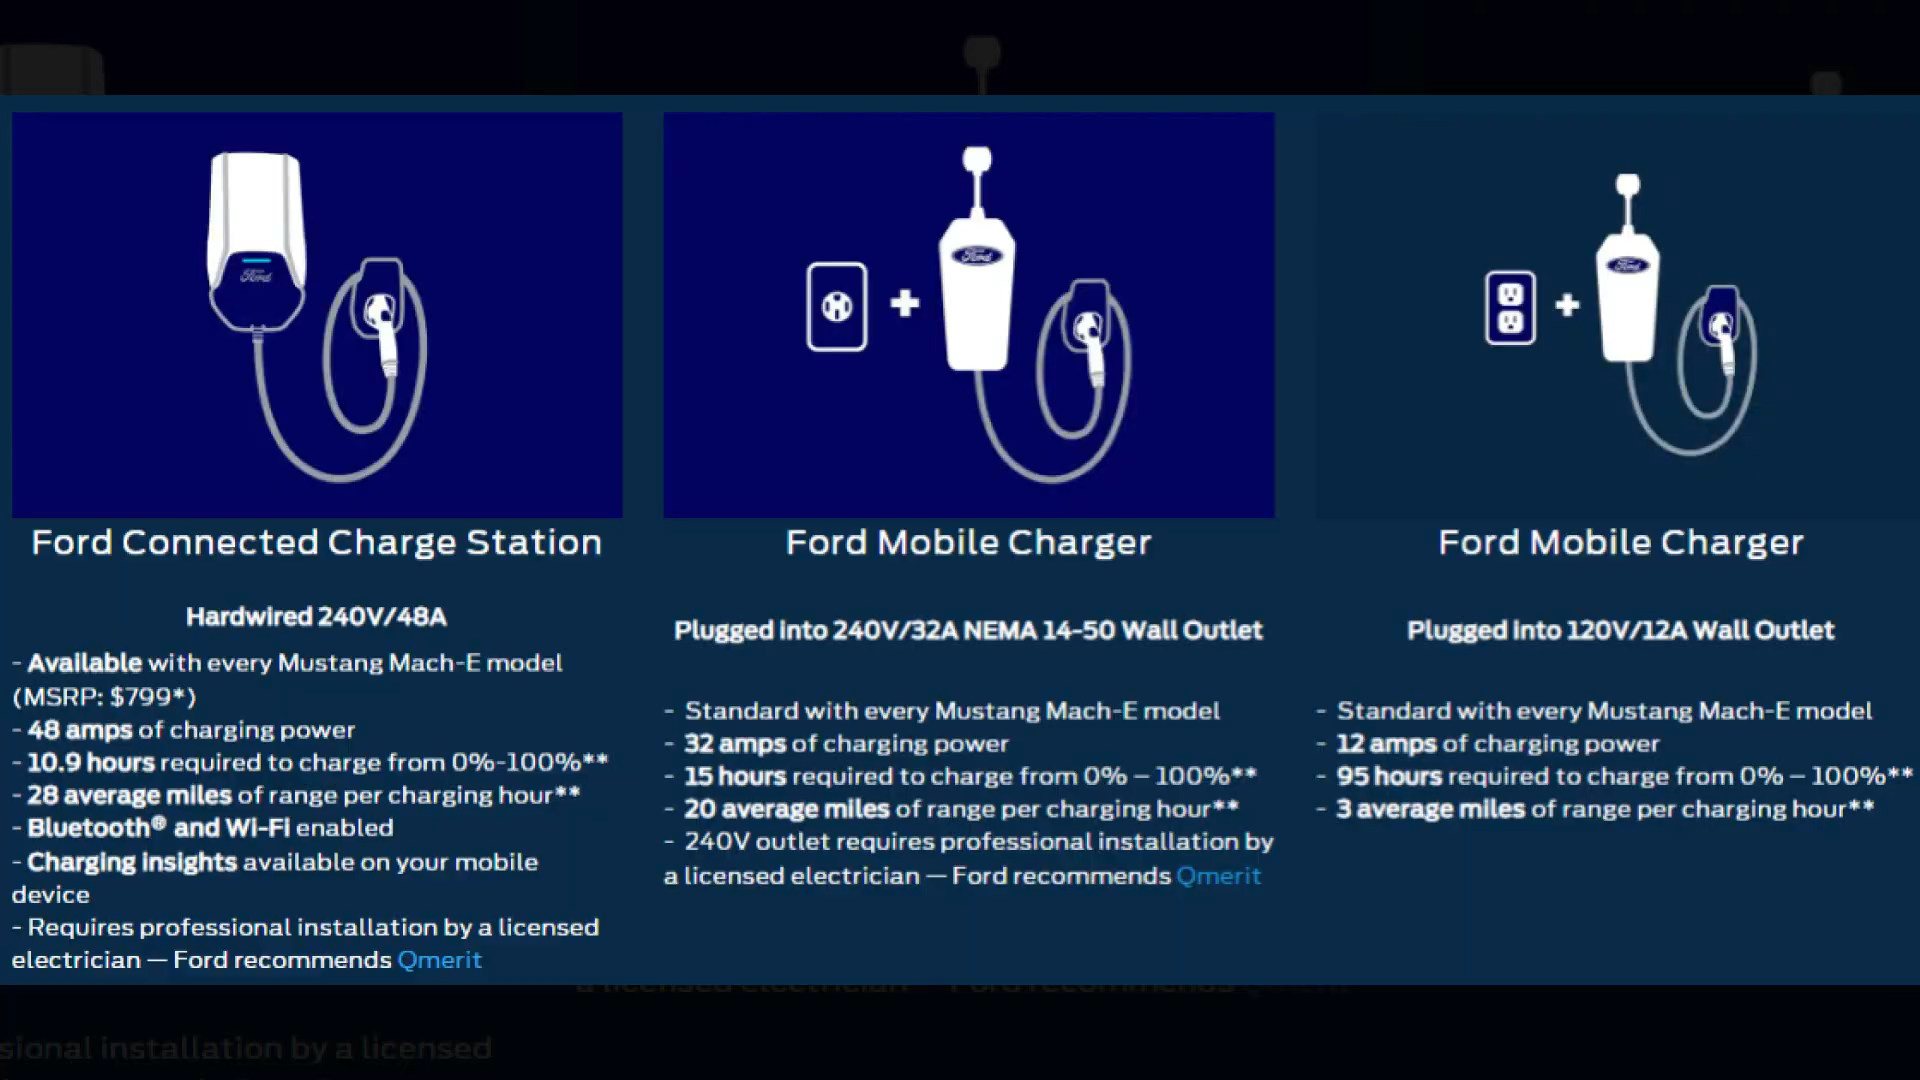 Ford
Ford
Ford
Ford Connected Charge Station
Hardwired 240V/48A
- Available with every Mustang Mach-E model
(MSRP: $799*)
- 48 amps of charging power
- 10.9 hours required to charge from 0%-100%**
- 28 average miles of range per charging hour**
- Bluetooth® and Wi-Fi enabled
- Charging insights available on your mobile
device
- Requires professional installation by a licensed
electrician — Ford recommends Qmerit
Ford Mobile Charger
Plugged into 240V/32A NEMA 14-50 Wall Outlet
- Standard with every Mustang Mach-E model
- 32 amps of charging power
- 15 hours required to charge from 0% – 100%**
- 20 average miles of range per charging hour**
- 240V outlet requires professional installation by
a licensed electrician — Ford recommends Qmerit
Ford Mobile Charger
Plugged into 120V/12A Wall Outlet
- Standard with every Mustang Mach-E model
- 12 amps of charging power
- 95 hours required to charge from 0% – 100%**
- 3 average miles of range per charging hour**
a licensed electrician — Ford recommends
sional installation by a licensed